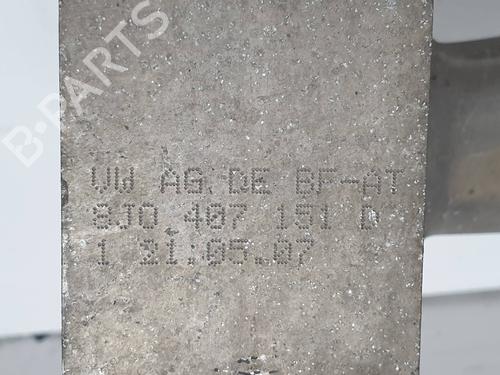 B-PARTS
VW AG. DE BF-AT
8J0 407 151 D
1 21.05.07